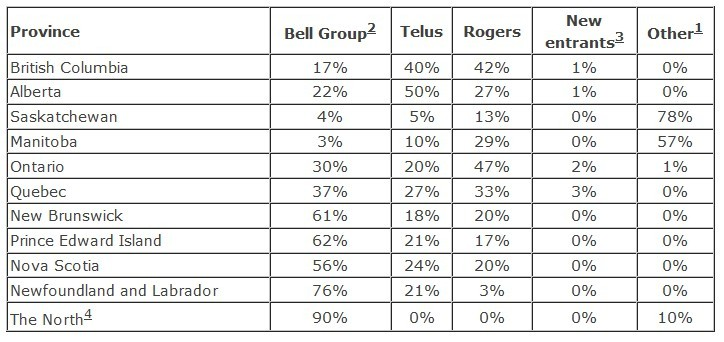 Province Bell Group2 Telus Rogers New entrants3 Other1
British Columbia 17% 40% 42% 1% 0%
Alberta 22% 50% 27% 1% 0%
Saskatchewan 4% 5% 13% 0% 78%
Manitoba 3% 10% 29% 0% 57%
Ontario 30% 20% 47% 2% 1%
Quebec 37% 27% 33% 3% 0%
New Brunswick 61% 18% 20% 0% 0%
Prince Edward Island 62% 21% 17% 0% 0%
Nova Scotia 56% 24% 20% 0% 0%
Newfoundland and Labrador 76% 21% 3% 0% 0%
The North4 90% 0% 0% 0% 10%